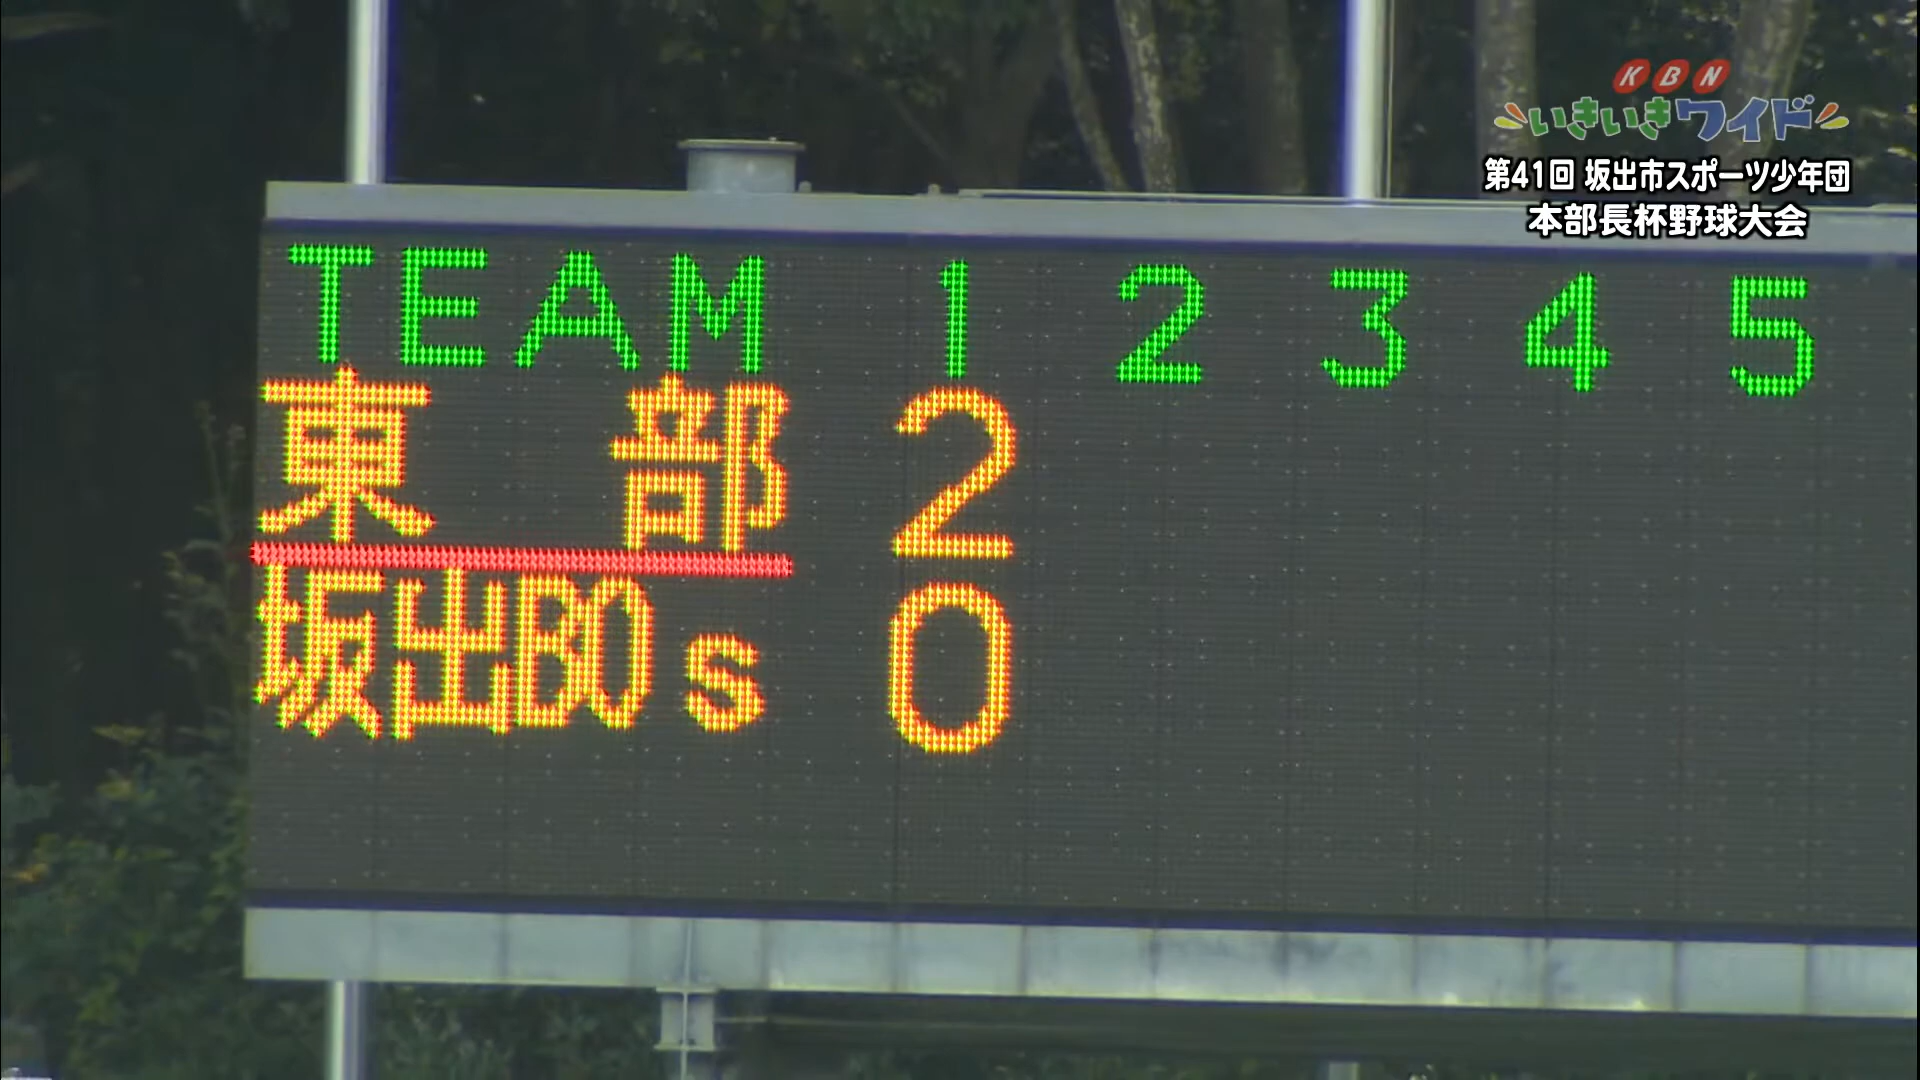 KBN
いきいきワイド
第41回 坂出市スポーツ少年団
本部長杯野球大会
TEAM 1 2 3 4 5
東 部 2
坂出BOs 0